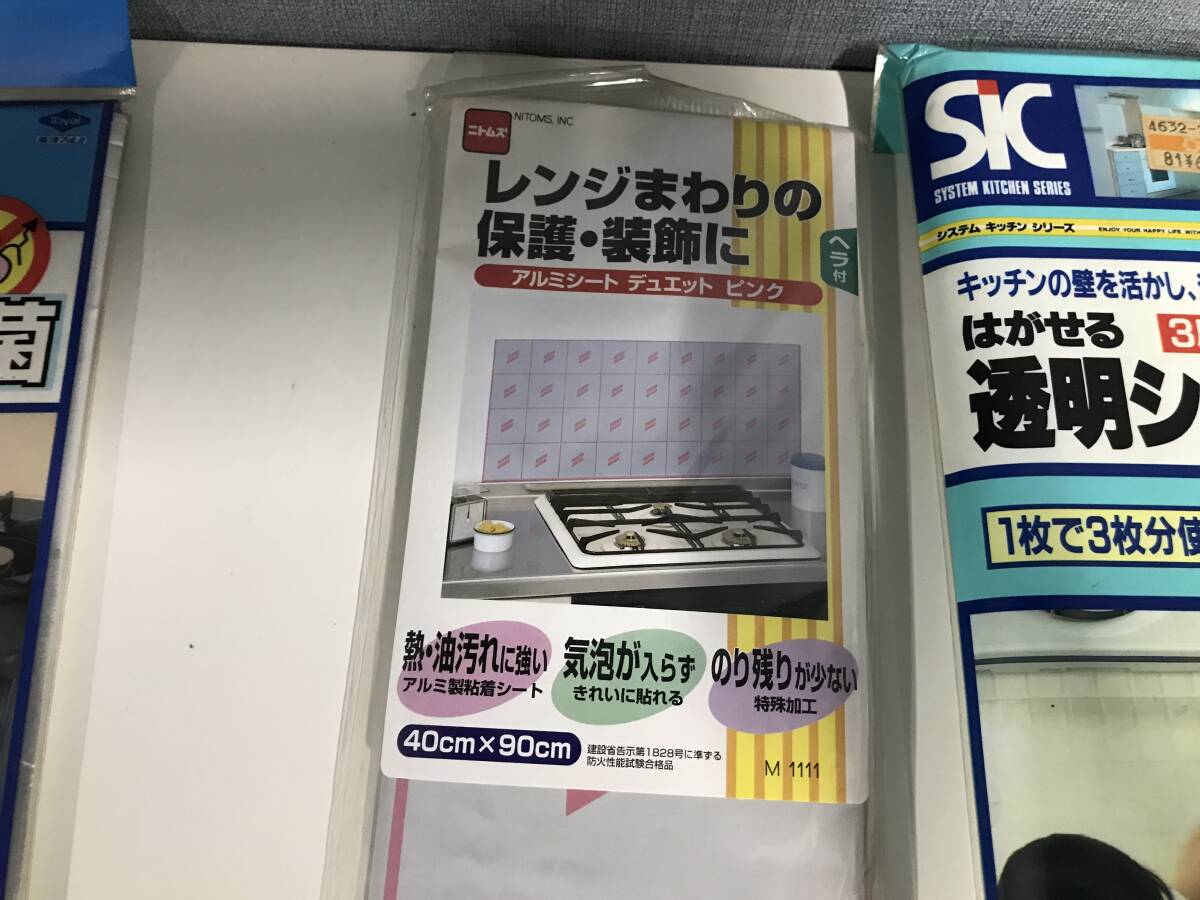 Toyal
菌
ニトムズ
NITOMS, INC
レンジまわりの
保護・装飾に
ヘラ付
アルミシート デュエット ピンク
熱・油汚れに強い
アルミ製粘着シート
気泡が入らず
きれいに貼れる
のり残りが少ない
特殊加工
40cm×90cm
建設省告示第1828号に準ずる
防火性能試験合格品
M 1111
SiC
SYSTEM KITCHEN SERIES
4632-
システム キッチン シリーズ
ENJOY YOUR HAPPY LIFE WITH
キッチンの壁を活かし、
はがせる
透明シ
1枚で3枚分使